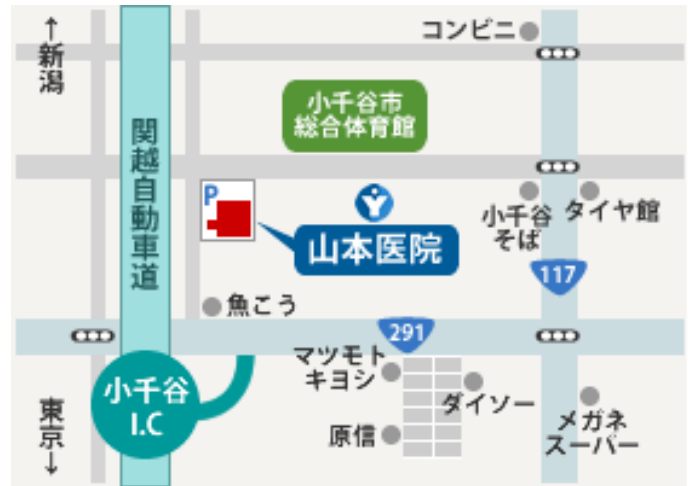 ↑
新潟
コンビニ
関越自動車道
小千谷市
総合体育館
P
山本医院
小千谷
そば
タイヤ館
117
魚こう
291
小千谷
I.C
マツモト
キヨシ
ダイソー
原信
メガネ
スーパー
東京
↓